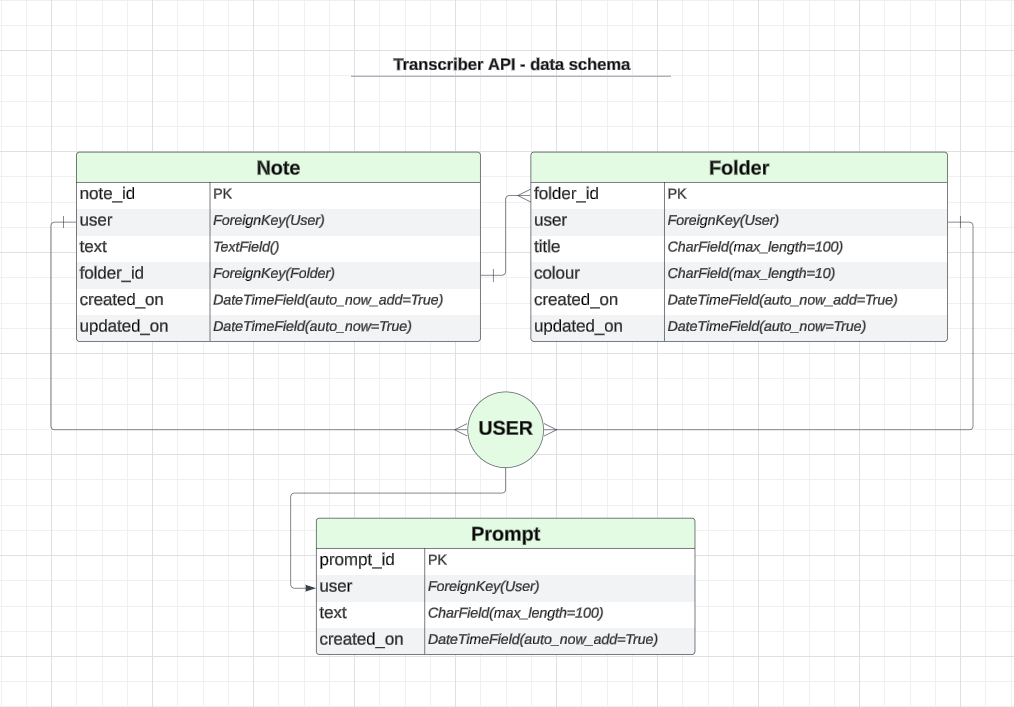 Transcriber API - data schema
Note
note_id PK
user ForeignKey(User)
text TextField()
folder_id ForeignKey(Folder)
created_on DateTimeField(auto_now_add=True)
updated_on DateTimeField(auto_now=True)
Folder
folder_id PK
user ForeignKey(User)
title CharField(max_length=100)
colour CharField(max_length=10)
created_on DateTimeField(auto_now_add=True)
updated_on DateTimeField(auto_now=True)
USER
Prompt
prompt_id PK
user ForeignKey(User)
text CharField(max_length=100)
created_on DateTimeField(auto_now_add=True)